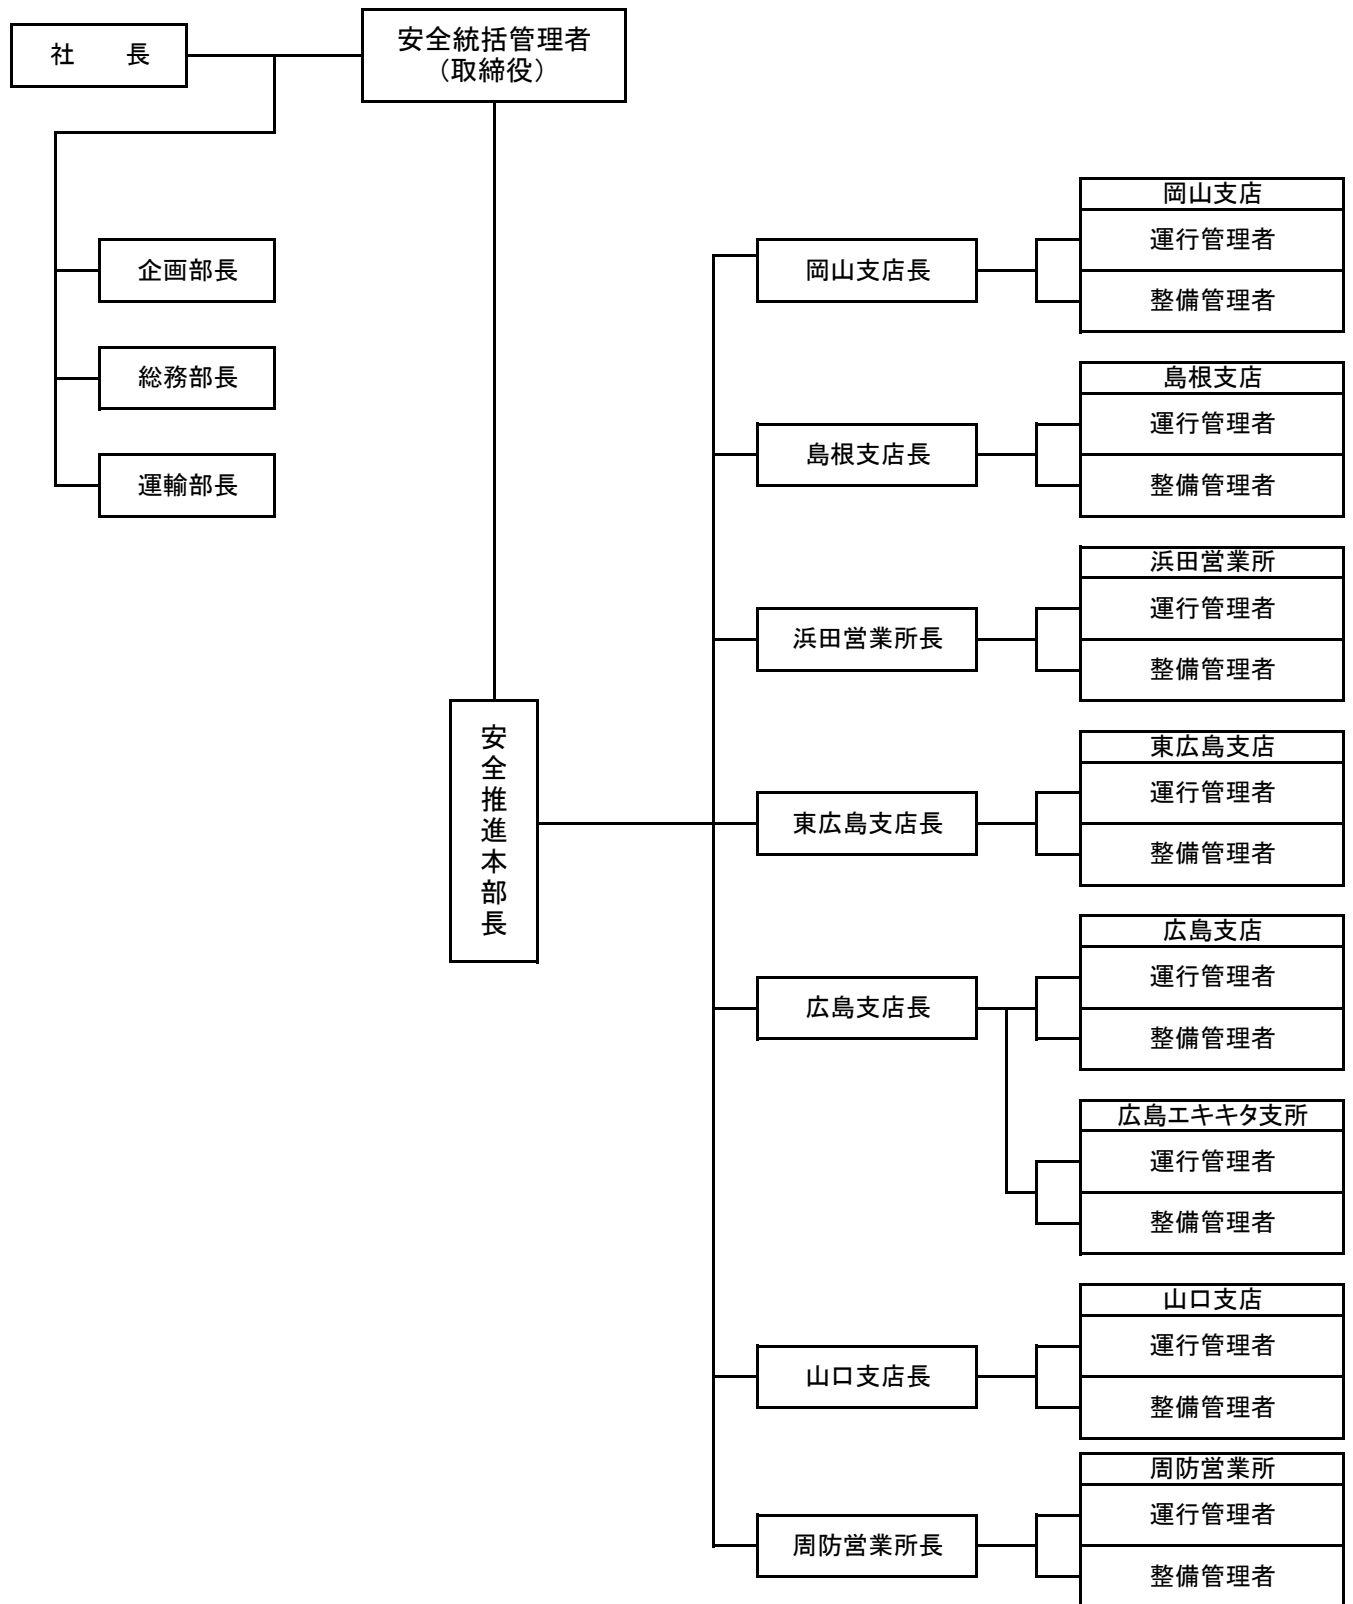 社　　長
安全統括管理者
（取締役）
企画部長
総務部長
運輸部長
安全推進本部長
岡山支店長
岡山支店
運行管理者
整備管理者
島根支店長
島根支店
運行管理者
整備管理者
浜田営業所長
浜田営業所
運行管理者
整備管理者
東広島支店長
東広島支店
運行管理者
整備管理者
広島支店長
広島支店
運行管理者
整備管理者
広島エキキタ支所
運行管理者
整備管理者
山口支店長
山口支店
運行管理者
整備管理者
周防営業所長
周防営業所
運行管理者
整備管理者